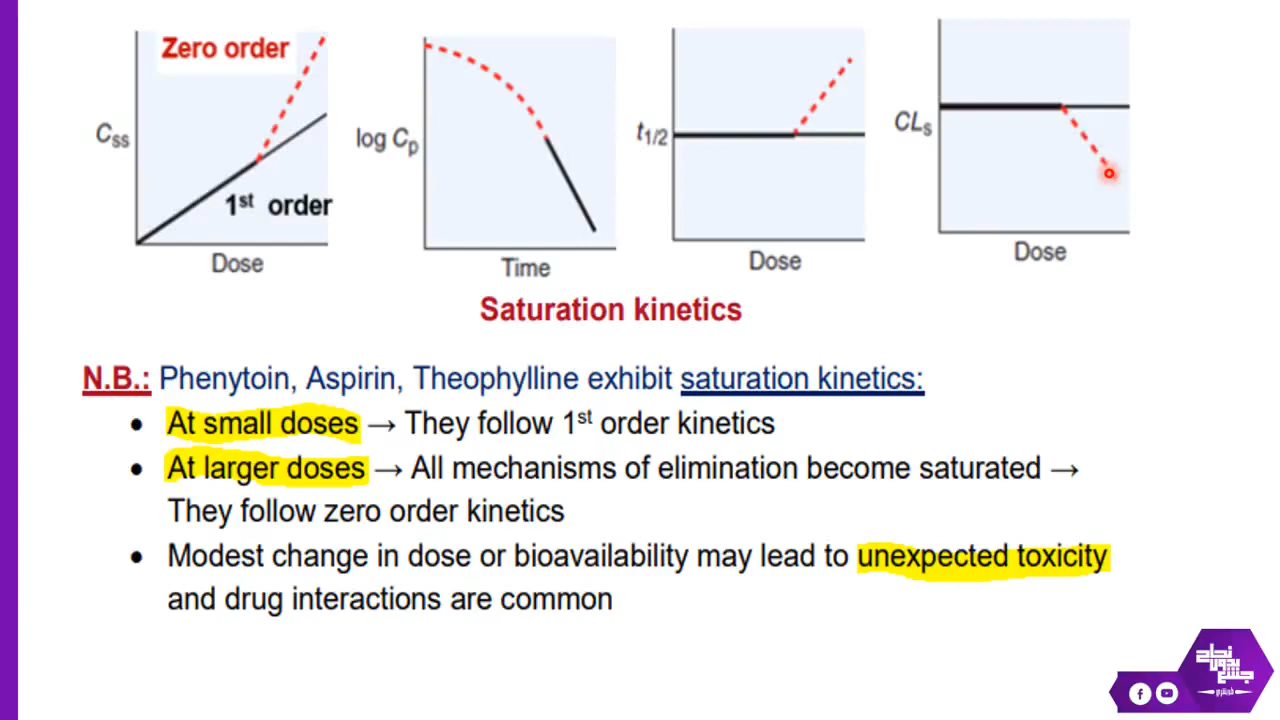 Zero order
Css
1st order
Dose
log Cp
Time
t1/2
Dose
CLs
Dose
Saturation kinetics
N.B.: Phenytoin, Aspirin, Theophylline exhibit saturation kinetics:
• At small doses → They follow 1st order kinetics
• At larger doses → All mechanisms of elimination become saturated →
They follow zero order kinetics
• Modest change in dose or bioavailability may lead to unexpected toxicity
and drug interactions are common
نجاح
بدون